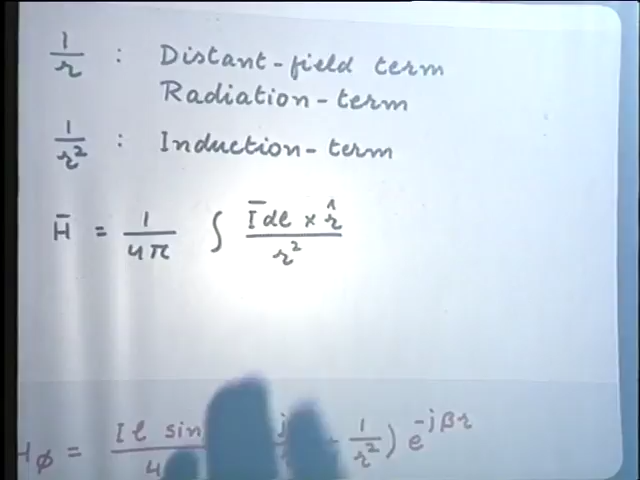 1/r : Distant-field term
Radiation-term
1/r² : Induction-term
H̄ = 1/4π ∫ Īdl × r̂ / r²
Hϕ = Il sin / 4 j 1/r² ) e^-jβr